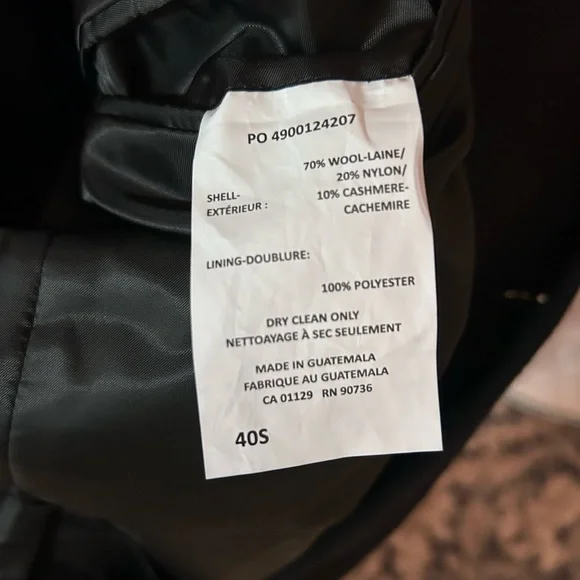 PO 4900124207
70% WOOL-LAINE/
20% NYLON/
SHELL-
10% CASHMERE-
EXTÉRIEUR :
CACHEMIRE
LINING-DOUBLURE:
100% POLYESTER
DRY CLEAN ONLY
NETTOYAGE À SEC SEULEMENT
MADE IN GUATEMALA
FABRIQUE AU GUATEMALA
CA 01129 RN 90736
40S